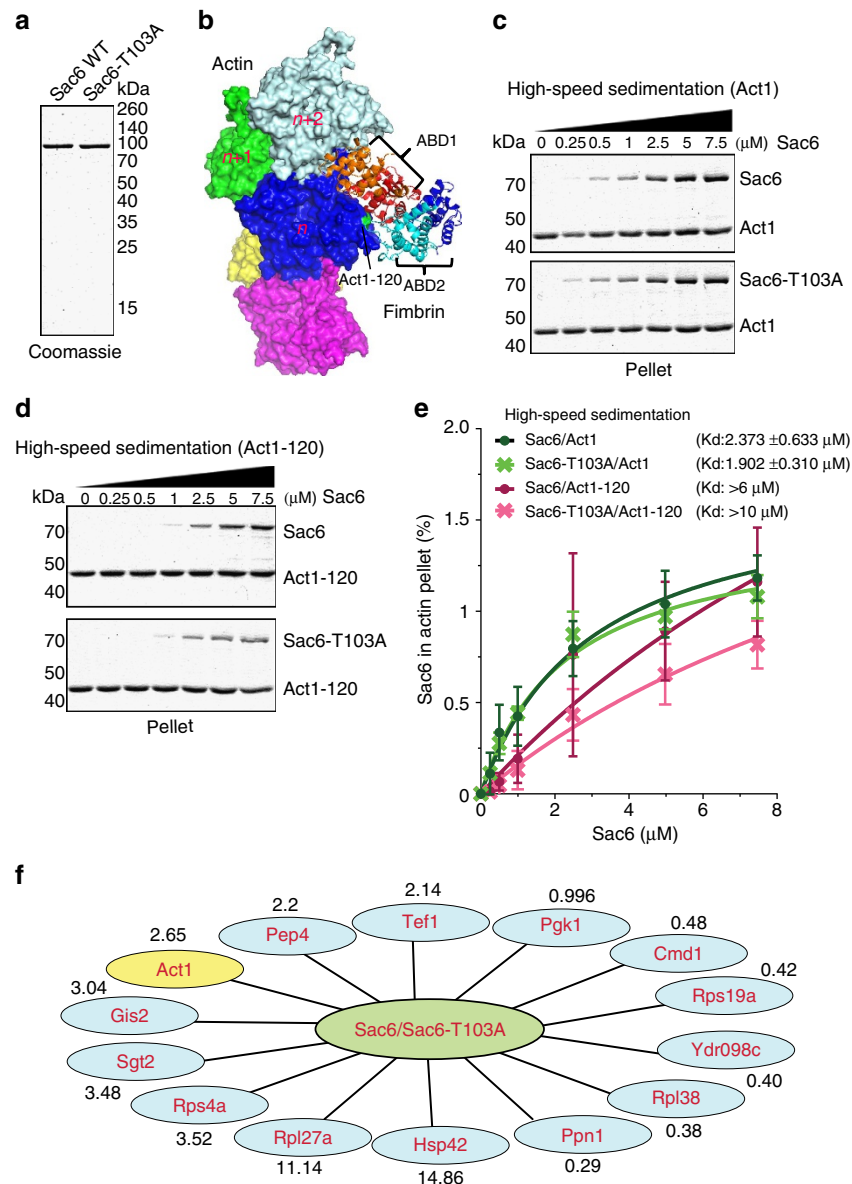 a
Sac6 WT
Sac6-T103A
kDa
260
140
100
70
50
40
35
25
15
Coomassie
b
Actin
n+2
n+1
n
ABD1
Act1-120
ABD2
Fimbrin
c
High-speed sedimentation (Act1)
kDa 0 0.25 0.5 1 2.5 5 7.5 (μM) Sac6
70
50
40
Sac6
Act1
70
50
40
Sac6-T103A
Act1
Pellet
d
High-speed sedimentation (Act1-120)
kDa 0 0.25 0.5 1 2.5 5 7.5 (μM) Sac6
70
50
40
Sac6
Act1-120
70
50
40
Sac6-T103A
Act1-120
Pellet
e
High-speed sedimentation
Sac6/Act1 (Kd:2.373 ±0.633 μM)
Sac6-T103A/Act1 (Kd:1.902 ±0.310 μM)
Sac6/Act1-120 (Kd: >6 μM)
Sac6-T103A/Act1-120 (Kd: >10 μM)
Sac6 in actin pellet (%)
2.0
1.5
1
0.5
0
0 2 4 6 8
Sac6 (μM)
f
Sac6/Sac6-T103A
2.65
Act1
2.2
Pep4
2.14
Tef1
0.996
Pgk1
0.48
Cmd1
0.42
Rps19a
Ydr098c
0.40
Rpl38
0.38
Ppn1
0.29
Hsp42
14.86
Rpl27a
11.14
Rps4a
3.52
Sgt2
3.48
3.04
Gis2